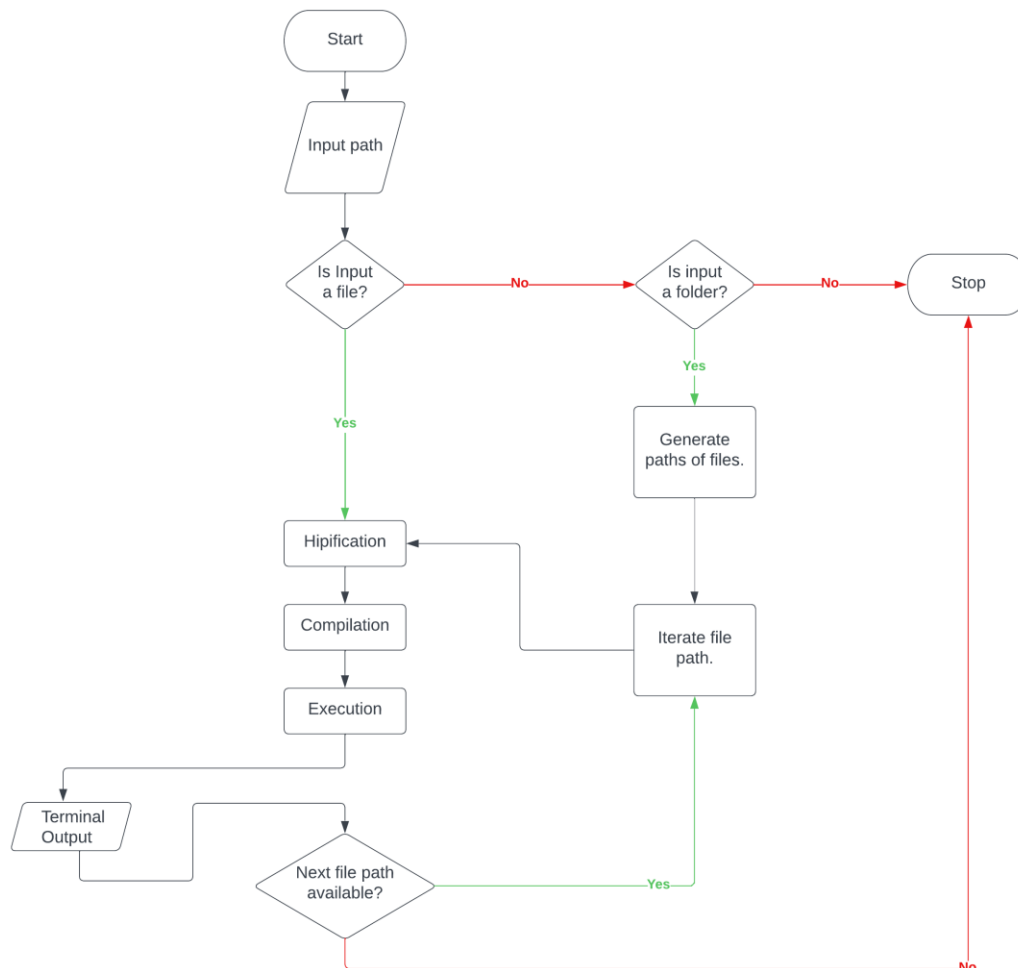 Start
Input path
Is Input
a file?
No
Is input
a folder?
No
Stop
Yes
Yes
Generate
paths of files.
Hipification
Compilation
Iterate file
path.
Execution
Terminal
Output
Next file path
available?
Yes
No